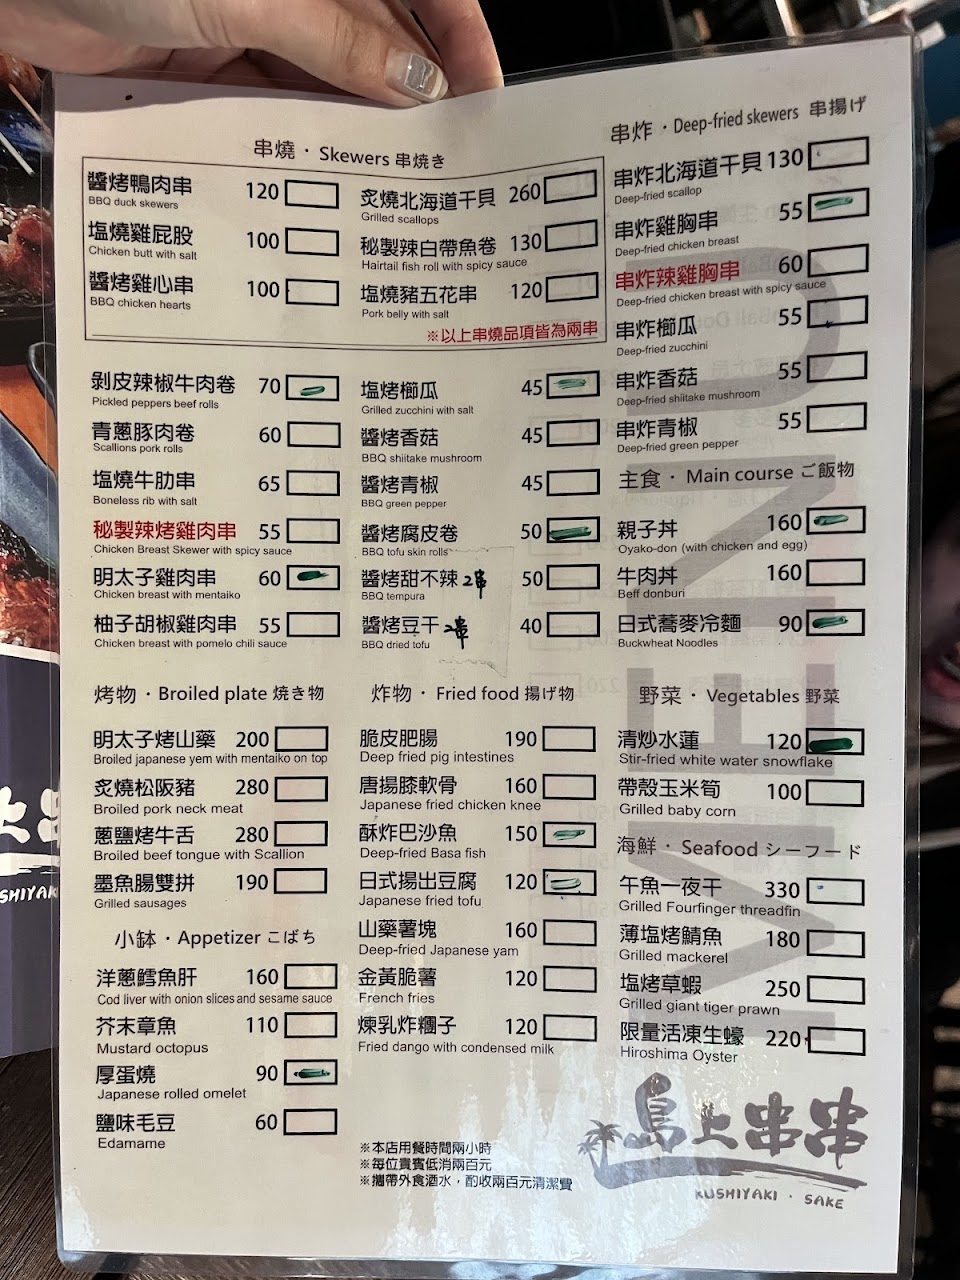 串燒・Skewers 串焼き
醬烤鴨肉串 120
BBQ duck skewers
塩燒雞屁股 100
Chicken butt with salt
醬烤雞心串 100
BBQ chicken hearts
炙燒北海道干貝 260
Grilled scallops
秘製辣白帶魚卷 130
Hairtail fish roll with spicy sauce
塩燒豬五花串 120
Pork belly with salt
※以上串燒品項皆為兩串
剝皮辣椒牛肉卷 70
Pickled peppers beef rolls
青蔥豚肉卷 60
Scallions pork rolls
塩燒牛肋串 65
Boneless rib with salt
秘製辣烤雞肉串 55
Chicken Breast Skewer with spicy sauce
明太子雞肉串 60
Chicken breast with mentaiko
柚子胡椒雞肉串 55
Chicken breast with pomelo chili sauce
塩烤櫛瓜 45
Grilled zucchini with salt
醬烤香菇 45
BBQ shiitake mushroom
醬烤青椒 45
BBQ green pepper
醬烤腐皮卷 50
BBQ tofu skin rolls
醬烤甜不辣 2串 50
BBQ tempura
醬烤豆干 2串 40
BBQ dried tofu
串炸・Deep-fried skewers 串揚げ
串炸北海道干貝 130
Deep-fried scallop
串炸雞胸串 55
Deep-fried chicken breast
串炸辣雞胸串 60
Deep-fried chicken breast with spicy sauce
串炸櫛瓜 55
Deep-fried zucchini
串炸香菇 55
Deep-fried shiitake mushroom
串炸青椒 55
Deep-fried green pepper
主食・Main course ご飯物
親子丼 160
Oyako-don (with chicken and egg)
牛肉丼 160
Beff donburi
日式蕎麥冷麵 90
Buckwheat Noodles
烤物・Broiled plate 焼き物
明太子烤山藥 200
Broiled japanese yem with mentaiko on top
炙燒松阪豬 280
Broiled pork neck meat
蔥鹽烤牛舌 280
Broiled beef tongue with Scallion
墨魚腸雙拼 190
Grilled sausages
小缽・Appetizer こばち
洋蔥鱈魚肝 160
Cod liver with onion slices and sesame sauce
芥末章魚 110
Mustard octopus
厚蛋燒 90
Japanese rolled omelet
鹽味毛豆 60
Edamame
炸物・Fried food 揚げ物
脆皮肥腸 190
Deep fried pig intestines
唐揚膝軟骨 160
Japanese fried chicken knee
酥炸巴沙魚 150
Deep-fried Basa fish
日式揚出豆腐 120
Japanese fried tofu
山藥薯塊 160
Deep-fried Japanese yam
金黃脆薯 120
French fries
煉乳炸糰子 120
Fried dango with condensed milk
※本店用餐時間兩小時
※每位貴賓低消兩百元
※攜帶外食酒水，酌收兩百元清潔費
野菜・Vegetables 野菜
清炒水蓮 120
Stir-fried white water snowflake
帶殼玉米筍 100
Grilled baby corn
海鮮・Seafood シーフード
午魚一夜干 330
Grilled Fourfinger threadfin
薄塩烤鯖魚 180
Grilled mackerel
塩烤草蝦 250
Grilled giant tiger prawn
限量活凍生蠔 220
Hiroshima Oyster
島上串串
KUSHIYAKI・SAKE
MENU